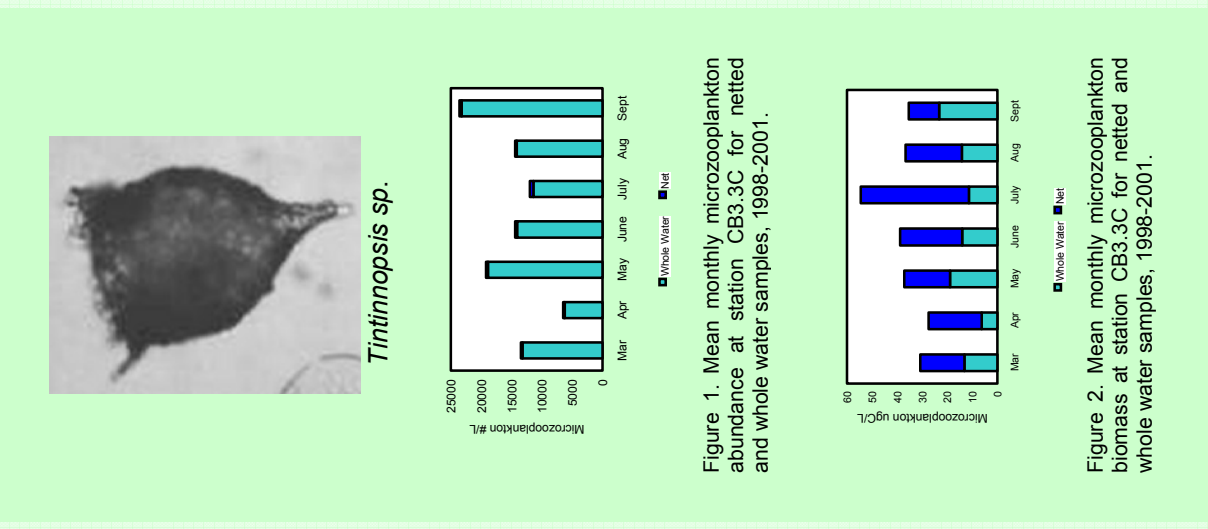 Tintinnopsis sp.
25000
20000
15000
10000
5000
0
Microzooplankton #/L
Mar Apr May June July Aug Sept
Whole Water Net
Figure 1. Mean monthly microzooplankton
abundance at station CB3.3C for netted
and whole water samples, 1998-2001.
60
50
40
30
20
10
0
Microzooplankton ugC/L
Mar Apr May June July Aug Sept
Whole Water Net
Figure 2. Mean monthly microzooplankton
biomass at station CB3.3C for netted and
whole water samples, 1998-2001.